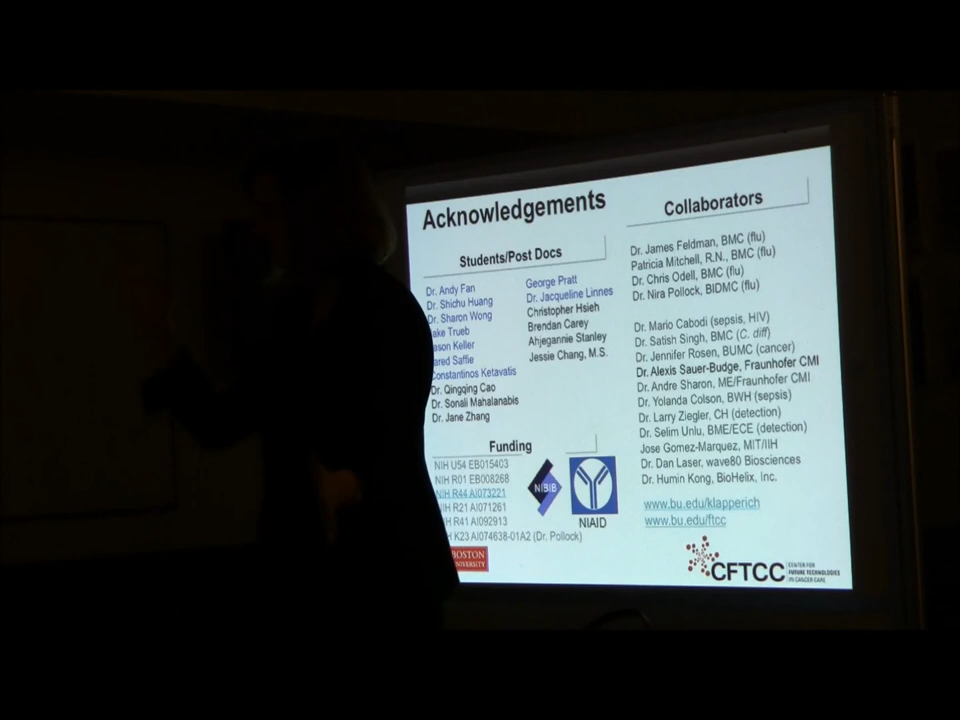 Acknowledgements
Students/Post Docs
Dr. Andy Fan
Dr. Shichu Huang
Dr. Sharon Wong
ake Trueb
ason Keller
ared Saffie
Constantinos Ketavatis
Dr. Qingqing Cao
Dr. Sonali Mahalanabis
Dr. Jane Zhang
George Pratt
Dr. Jacqueline Linnes
Christopher Hsieh
Brendan Carey
Ahjegannie Stanley
Jessie Chang, M.S.
Funding
NIH U54 EB015403
NIH R01 EB008268
NIH R44 AI073221
H R21 AI071261
H R41 AI092913
H K23 AI074638-01A2 (Dr. Pollock)
NIBIB
NIAID
BOSTON
UNIVERSITY
Collaborators
Dr. James Feldman, BMC (flu)
Patricia Mitchell, R.N., BMC (flu)
Dr. Chris Odell, BMC (flu)
Dr. Nira Pollock, BIDMC (flu)
Dr. Mario Cabodi (sepsis, HIV)
Dr. Satish Singh, BMC (C. diff)
Dr. Jennifer Rosen, BUMC (cancer)
Dr. Alexis Sauer-Budge, Fraunhofer CMI
Dr. Andre Sharon, ME/Fraunhofer CMI
Dr. Yolanda Colson, BWH (sepsis)
Dr. Larry Ziegler, CH (detection)
Dr. Selim Unlu, BME/ECE (detection)
Jose Gomez-Marquez, MIT/IIH
Dr. Dan Laser, wave80 Biosciences
Dr. Humin Kong, BioHelix, Inc.
www.bu.edu/klapperich
www.bu.edu/ftcc
CFTCC
CENTER FOR
FUTURE TECHNOLOGIES
IN CANCER CARE